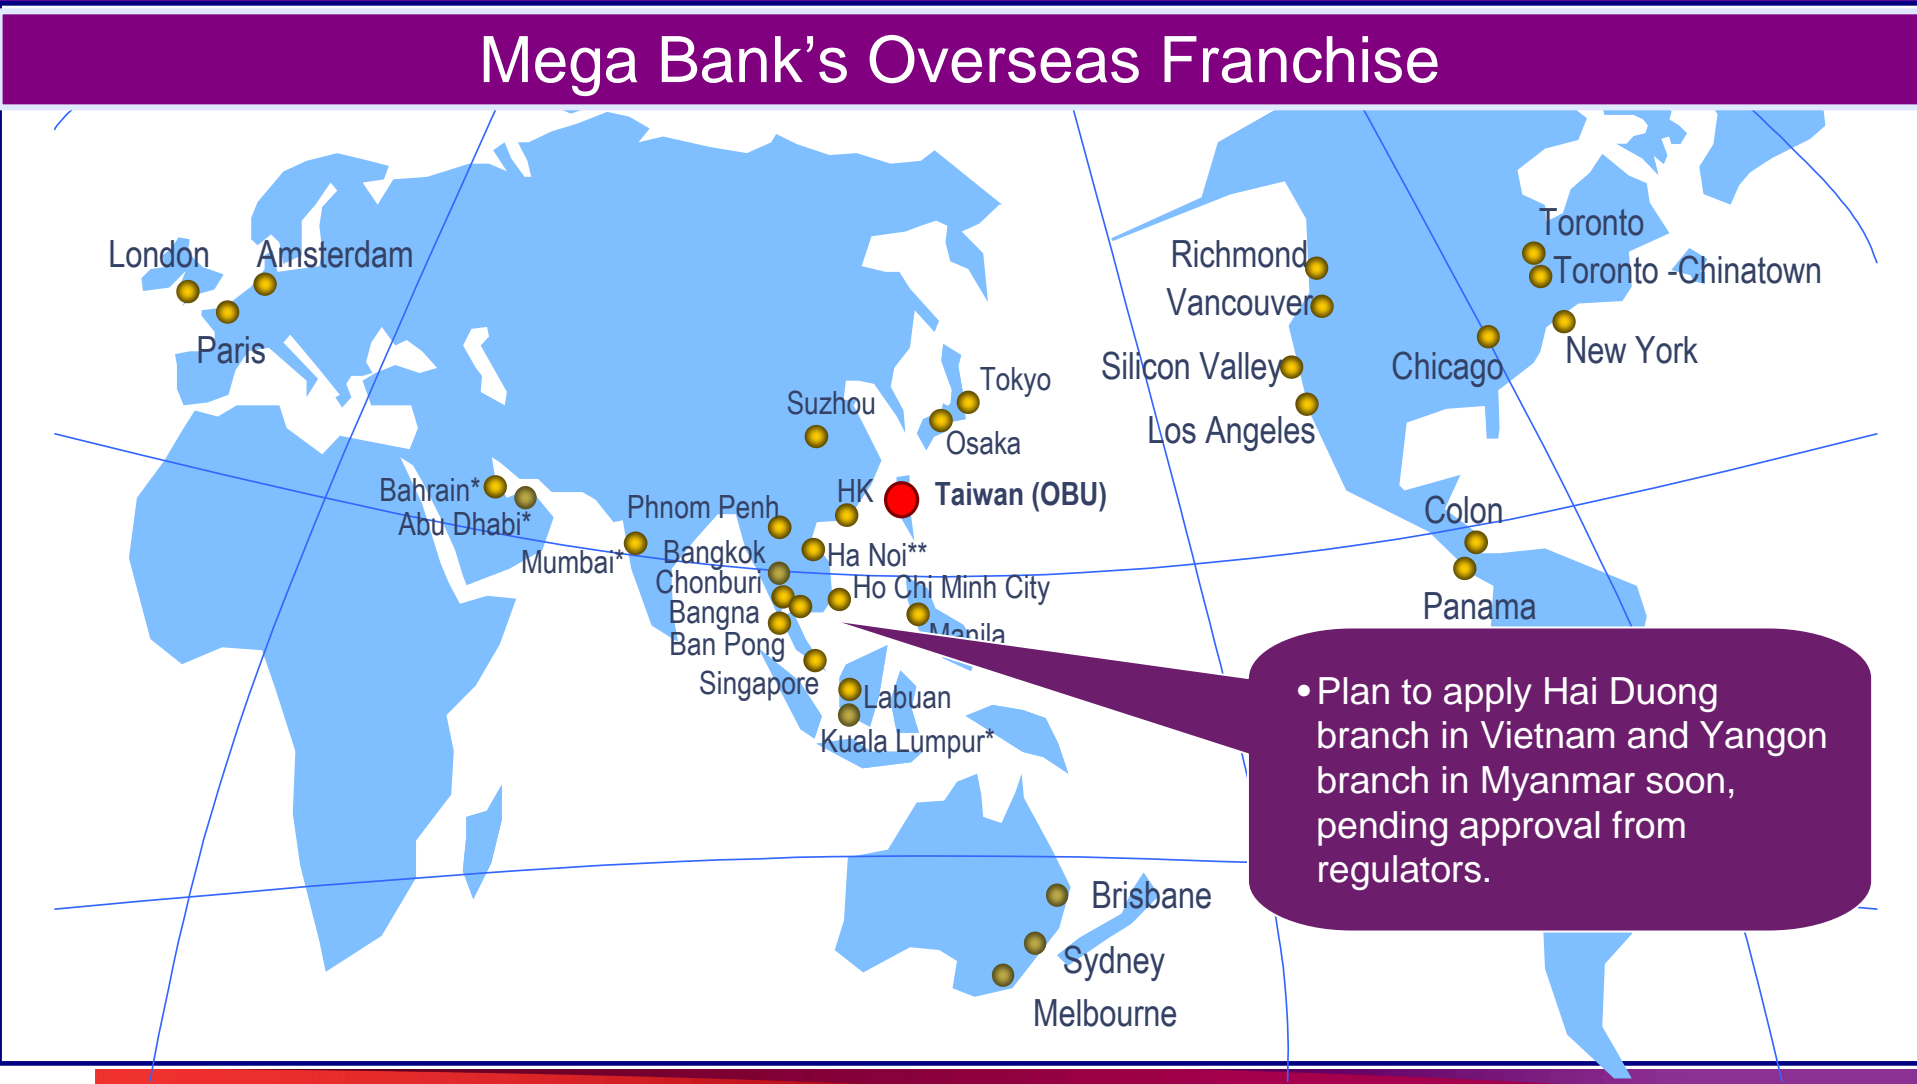 Mega Bank’s Overseas Franchise
London
Amsterdam
Paris
Richmond
Vancouver
Silicon Valley
Los Angeles
Toronto
Toronto -Chinatown
New York
Chicago
Tokyo
Osaka
Suzhou
HK
Taiwan (OBU)
Bahrain*
Abu Dhabi*
Mumbai*
Phnom Penh
Bangkok
Chonburi
Bangna
Ban Pong
Singapore
Ha Noi**
Ho Chi Minh City
Manila
Labuan
Kuala Lumpur*
Colon
Panama
•Plan to apply Hai Duong
branch in Vietnam and Yangon
branch in Myanmar soon,
pending approval from
regulators.
Brisbane
Sydney
Melbourne